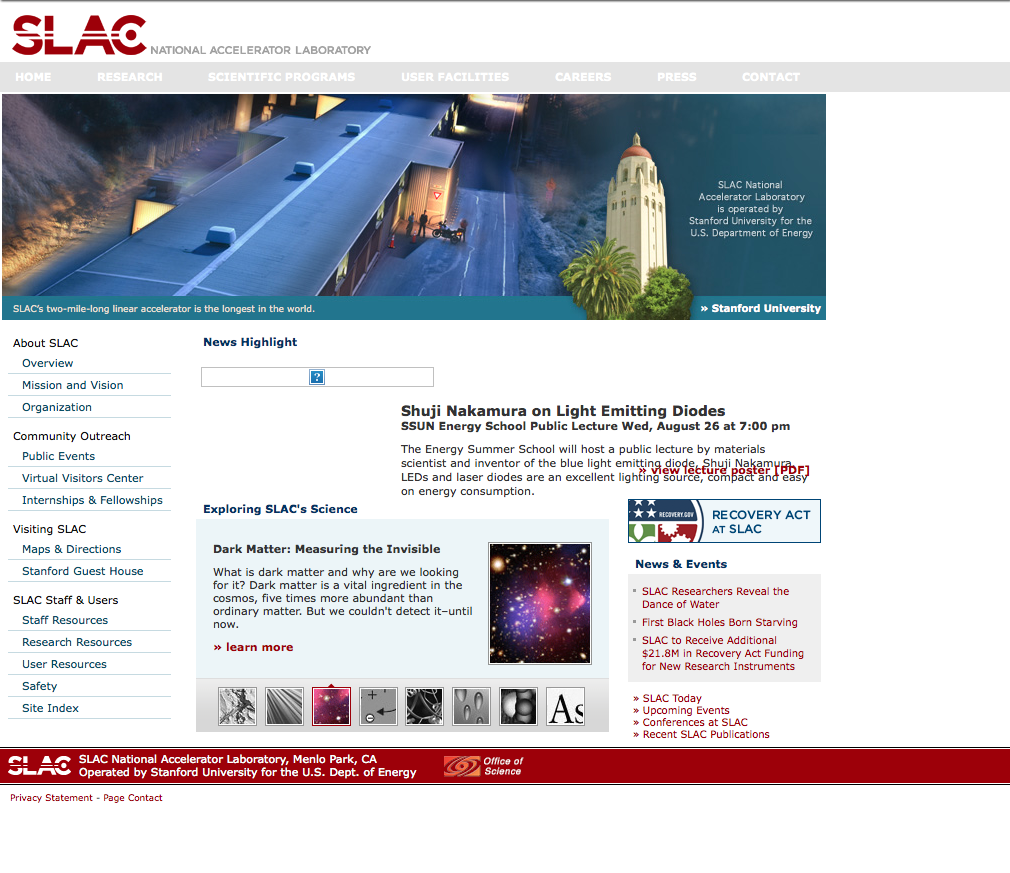 SLAC NATIONAL ACCELERATOR LABORATORY
HOME RESEARCH SCIENTIFIC PROGRAMS USER FACILITIES CAREERS PRESS CONTACT
SLAC National
Accelerator Laboratory
is operated by
Stanford University for the
U.S. Department of Energy
SLAC's two-mile-long linear accelerator is the longest in the world.
» Stanford University
About SLAC
Overview
Mission and Vision
Organization
Community Outreach
Public Events
Virtual Visitors Center
Internships & Fellowships
Visiting SLAC
Maps & Directions
Stanford Guest House
SLAC Staff & Users
Staff Resources
Research Resources
User Resources
Safety
Site Index
News Highlight
?
Shuji Nakamura on Light Emitting Diodes
SSUN Energy School Public Lecture Wed, August 26 at 7:00 pm
The Energy Summer School will host a public lecture by materials
scientist and inventor of the blue light emitting diode, Shuji Nakamura.
» view lecture poster [PDF]
LEDs and laser diodes are an excellent lighting source, compact and easy
on energy consumption.
Exploring SLAC's Science
Dark Matter: Measuring the Invisible
What is dark matter and why are we looking
for it? Dark matter is a vital ingredient in the
cosmos, five times more abundant than
ordinary matter. But we couldn't detect it–until
now.
» learn more
As
RECOVERY.GOV
RECOVERY ACT
AT SLAC
News & Events
SLAC Researchers Reveal the
Dance of Water
First Black Holes Born Starving
SLAC to Receive Additional
$21.8M in Recovery Act Funding
for New Research Instruments
» SLAC Today
» Upcoming Events
» Conferences at SLAC
» Recent SLAC Publications
SLAC
SLAC National Accelerator Laboratory, Menlo Park, CA
Operated by Stanford University for the U.S. Dept. of Energy
Office of
Science
Privacy Statement - Page Contact